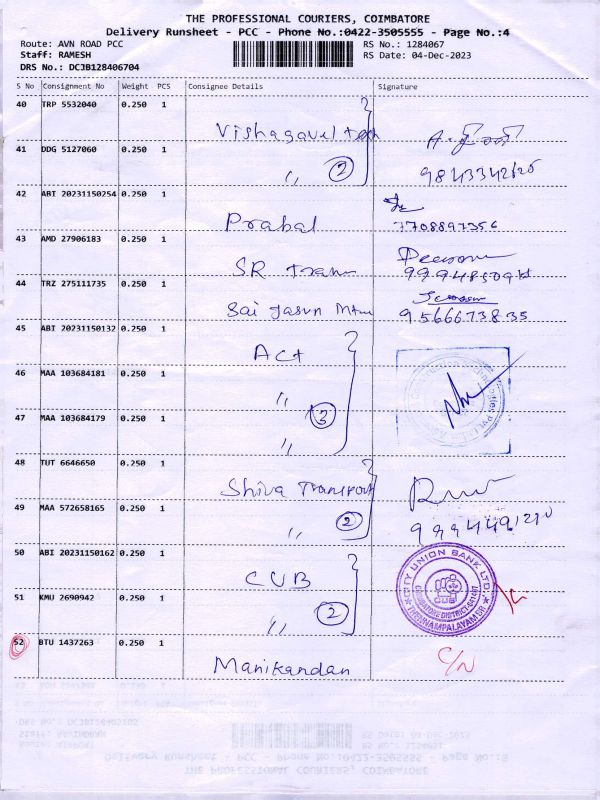 THE PROFESSIONAL COURIERS, COIMBATORE
Delivery Runsheet - PCC - Phone No.:0422-3505555 - Page No.:4
Route: AVN ROAD PCC RS No.: 1284067
Staff: RAMESH RS Date: 04-Dec-2023
DRS No.: DCJB128406704
S No Consignment No Weight PCS Consignee Details Signature
40 TRP 5532040 0.250 1
41 DDG 5127060 0.250 1
,, 2
42 ABI 20231150254 0.250 1
Prabal 7708897356
43 AMD 27906183 0.250 1
SR
44 TRZ 275111735 0.250 1
Sai 9566673835
45 ABI 20231150132 0.250 1
Act
46 MAA 103684181 0.250 1
,, 3
47 MAA 103684179 0.250 1
,,
48 TUT 6646650 0.250 1
Shiva Transport
49 MAA 572658165 0.250 1
,, 2
50 ABI 20231150162 0.250 1
CUB
CITY UNION BANK LTD.
CUB
51 KMU 2690942 0.250 1
,, 2
52 BTU 1437263 0.250 1
Manikandan C/N